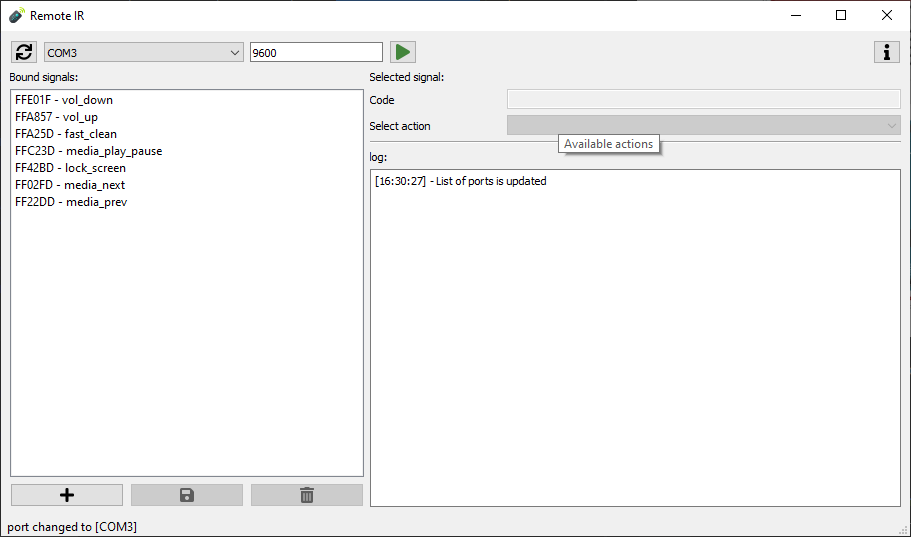 Remote IR
COM3
9600
Bound signals:
FFE01F - vol_down
FFA857 - vol_up
FFA25D - fast_clean
FFC23D - media_play_pause
FF42BD - lock_screen
FF02FD - media_next
FF22DD - media_prev
Selected signal:
Code
Select action
Available actions
log:
[16:30:27] - List of ports is updated
port changed to [COM3]